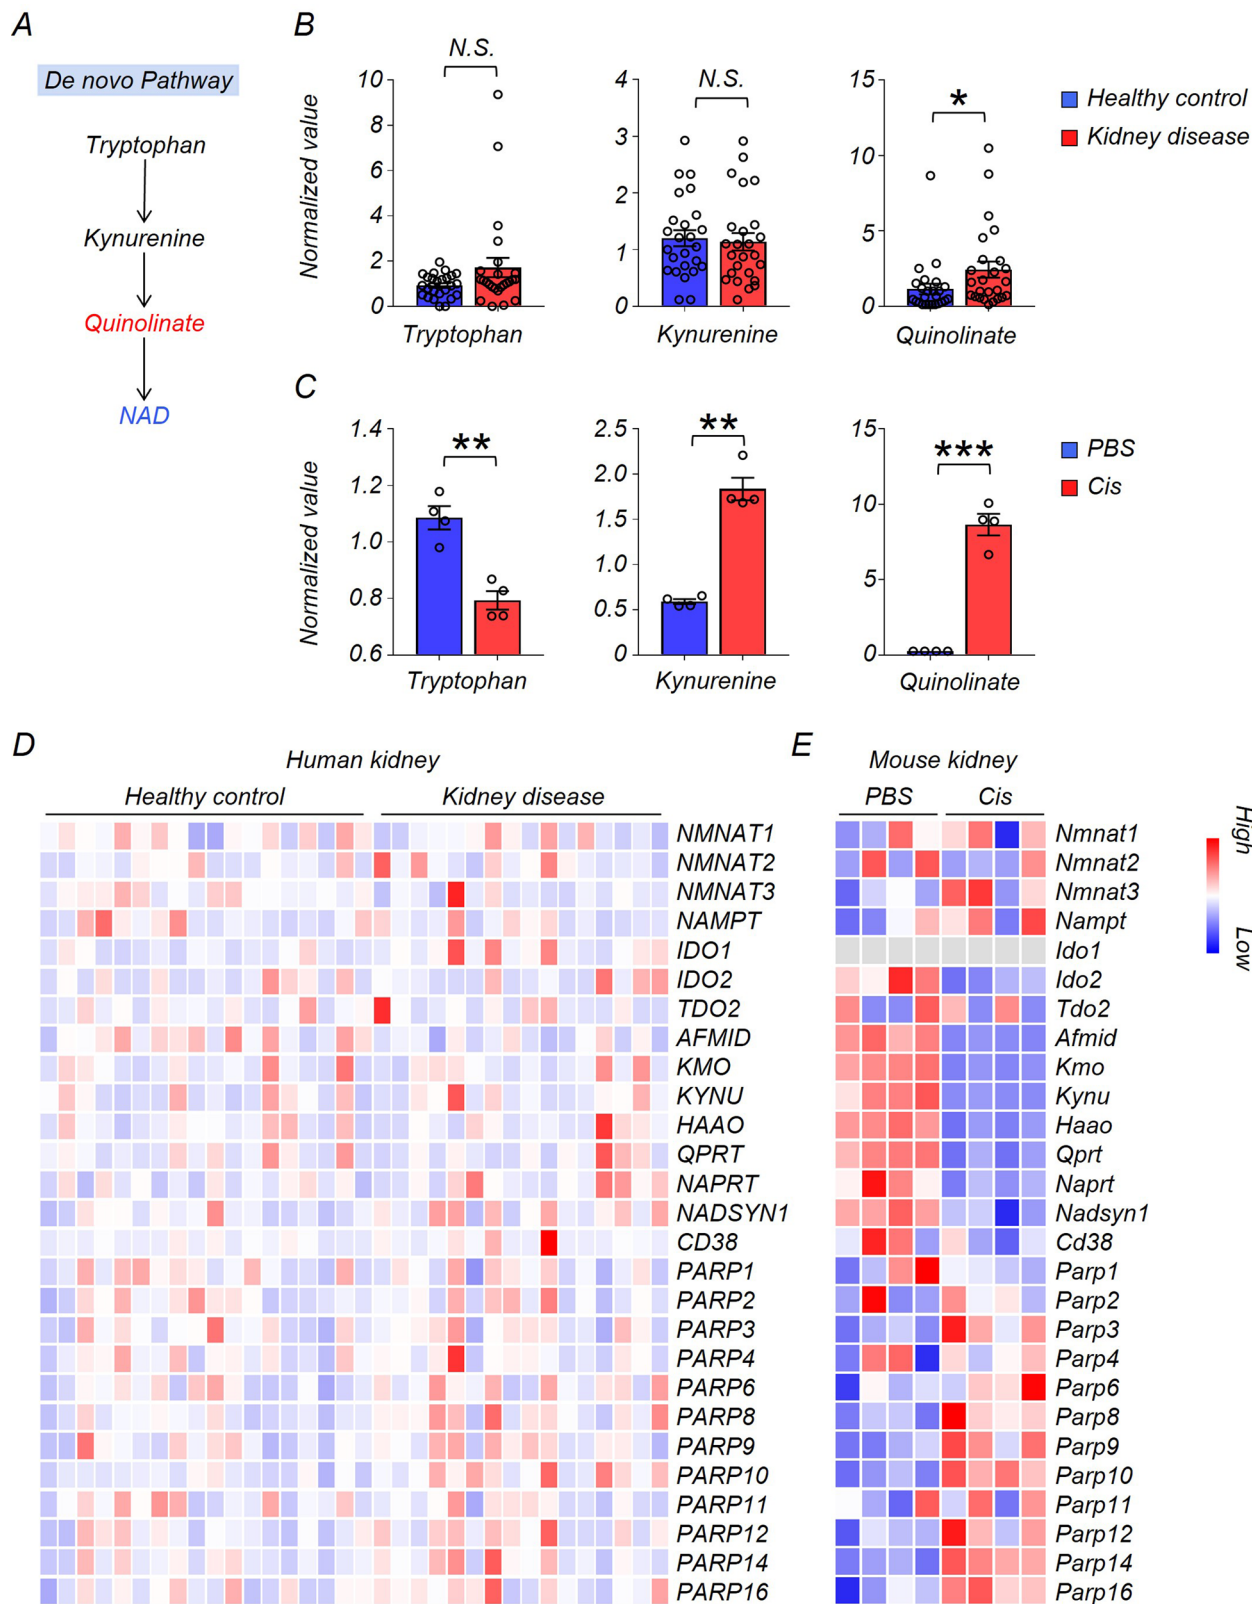 A
De novo Pathway
Tryptophan
Kynurenine
Quinolinate
NAD
B
Normalized value
10
8
6
4
2
0
N.S.
Tryptophan
4
3
2
1
0
N.S.
Kynurenine
15
10
5
0
*
Quinolinate
Healthy control
Kidney disease
C
Normalized value
1.4
1.2
1.0
0.8
0.6
**
Tryptophan
2.5
2.0
1.5
1.0
0.5
0
**
Kynurenine
15
10
5
0
***
Quinolinate
PBS
Cis
D
Human kidney
Healthy control Kidney disease
NMNAT1
NMNAT2
NMNAT3
NAMPT
IDO1
IDO2
TDO2
AFMID
KMO
KYNU
HAAO
QPRT
NAPRT
NADSYN1
CD38
PARP1
PARP2
PARP3
PARP4
PARP6
PARP8
PARP9
PARP10
PARP11
PARP12
PARP14
PARP16
E
Mouse kidney
PBS Cis
Nmnat1
Nmnat2
Nmnat3
Nampt
Ido1
Ido2
Tdo2
Afmid
Kmo
Kynu
Haao
Qprt
Naprt
Nadsyn1
Cd38
Parp1
Parp2
Parp3
Parp4
Parp6
Parp8
Parp9
Parp10
Parp11
Parp12
Parp14
Parp16
High
Low